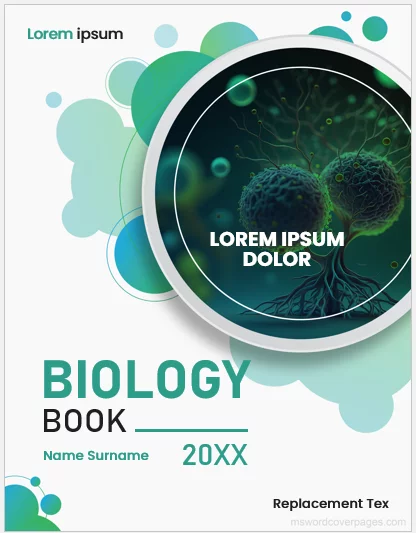 Lorem ipsum
LOREM IPSUM
DOLOR
BIOLOGY
BOOK
Name Surname
20XX
Replacement Tex
mswordcoverpages.com